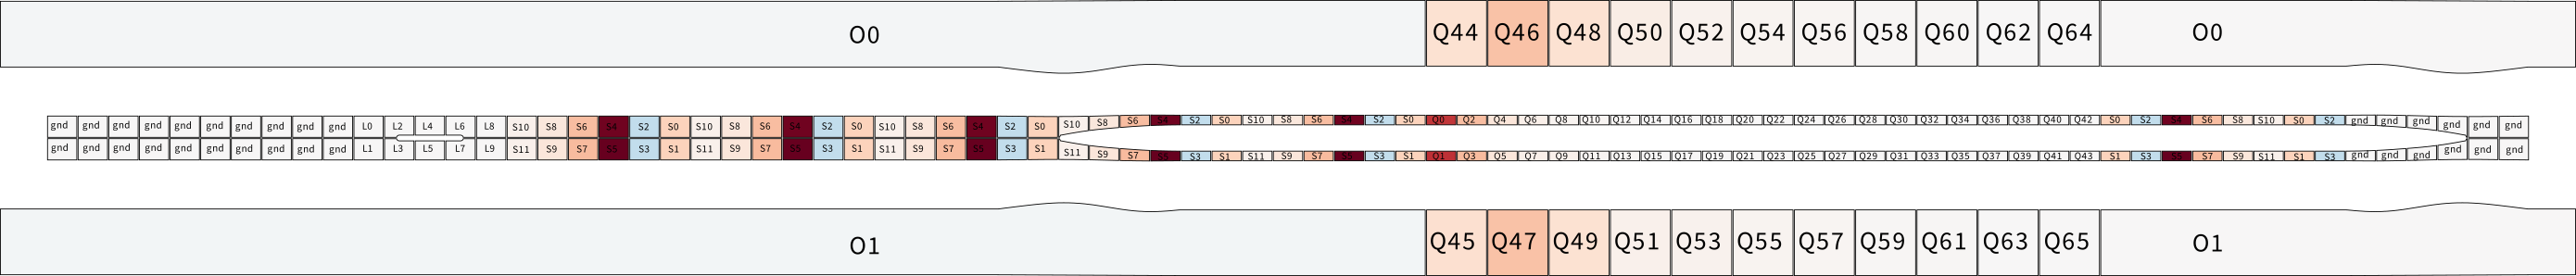 O0 Q44 Q46 Q48 Q50 Q52 Q54 Q56 Q58 Q60 Q62 Q64 O0
gnd gnd gnd gnd gnd gnd gnd gnd gnd gnd L0 L2 L4 L6 L8 S10 S8 S6 S4 S2 S0 S10 S8 S6 S4 S2 S0 S10 S8 S6 S4 S2 S0 S10 S8 S6 S4 S2 S0 S10 S8 S6 S4 S2 S0 Q0 Q2 Q4 Q6 Q8 Q10 Q12 Q14 Q16 Q18 Q20 Q22 Q24 Q26 Q28 Q30 Q32 Q34 Q36 Q38 Q40 Q42 S0 S2 S4 S6 S8 S10 S0 S2 gnd gnd gnd gnd gnd gnd
gnd gnd gnd gnd gnd gnd gnd gnd gnd gnd L1 L3 L5 L7 L9 S11 S9 S7 S5 S3 S1 S11 S9 S7 S5 S3 S1 S11 S9 S7 S5 S3 S1 S11 S9 S7 S5 S3 S1 S11 S9 S7 S5 S3 S1 Q1 Q3 Q5 Q7 Q9 Q11 Q13 Q15 Q17 Q19 Q21 Q23 Q25 Q27 Q29 Q31 Q33 Q35 Q37 Q39 Q41 Q43 S1 S3 S5 S7 S9 S11 S1 S3 gnd gnd gnd gnd gnd gnd
O1 Q45 Q47 Q49 Q51 Q53 Q55 Q57 Q59 Q61 Q63 Q65 O1